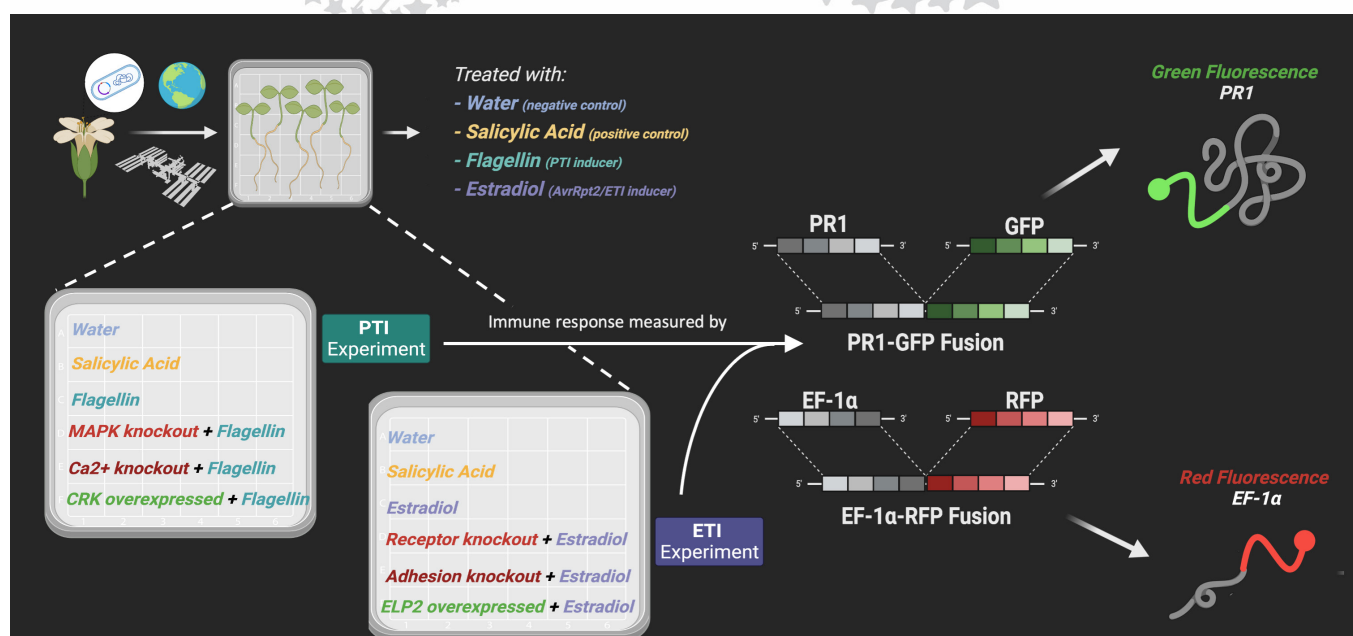 Treated with:
- Water (negative control)
- Salicylic Acid (positive control)
- Flagellin (PTI inducer)
- Estradiol (AvrRpt2/ETI inducer)
Green Fluorescence
PR1
PR1
GFP
5' 3' 5' 3'
5' 3'
PR1-GFP Fusion
Immune response measured by
PTI
Experiment
Water
Salicylic Acid
Flagellin
MAPK knockout + Flagellin
Ca2+ knockout + Flagellin
CRK overexpressed + Flagellin
Water
Salicylic Acid
Estradiol
Receptor knockout + Estradiol
Adhesion knockout + Estradiol
ELP2 overexpressed + Estradiol
ETI
Experiment
EF-1α
RFP
5' 3' 5' 3'
5' 3'
EF-1α-RFP Fusion
Red Fluorescence
EF-1α